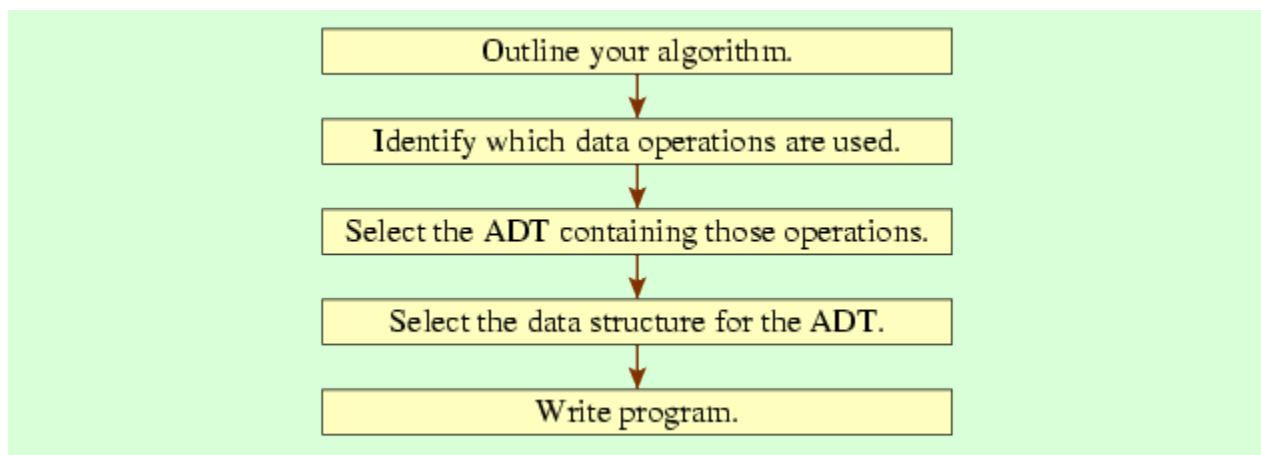 Outline your algorithm.
Identify which data operations are used.
Select the ADT containing those operations.
Select the data structure for the ADT.
Write program.